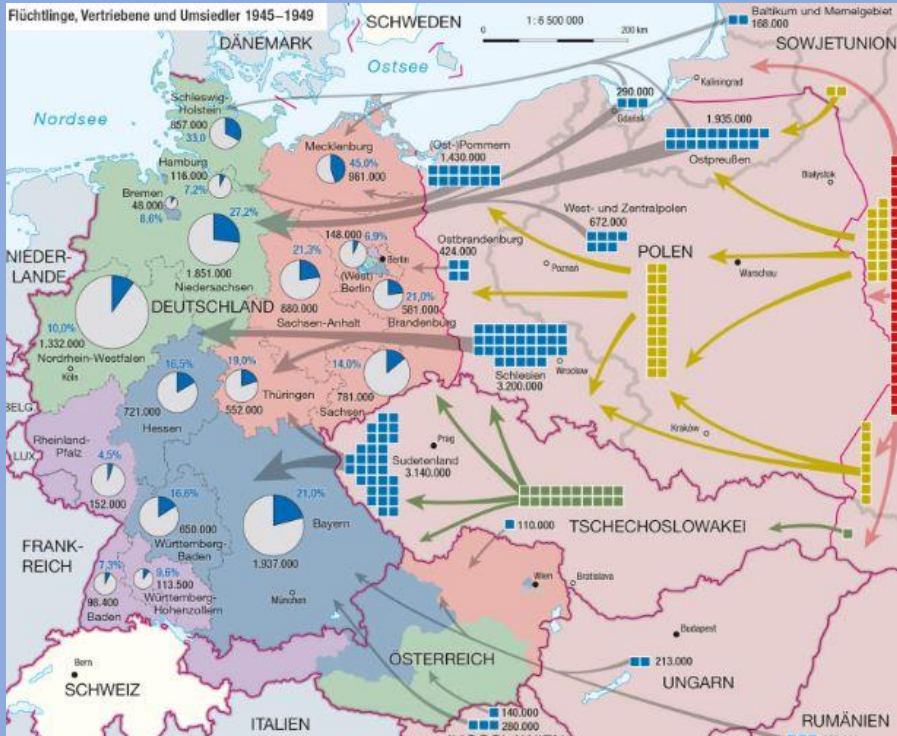 Flüchtlinge, Vertriebene und Umsiedler 1945–1949
SCHWEDEN
1:6 500 000
0
200 km
Baltikum und Memelgebiet
168.000
DÄNEMARK
Ostsee
SOWJETUNION
Kaliningrad
Nordsee
Schleswig-
Holstein
857.000
33,0
290.000
Gdańsk
1.935.000
Ostpreußen
Mecklenburg
45,0%
981.000
(Ost-)Pommern
1.430.000
Hamburg
116.000
7,2%
Bremen
48.000
8,6%
Białystok
27,2%
1.851.000
Niedersachsen
West- und Zentralpolen
672.000
148.000
6,9%
Berlin
(West)
Berlin
Ostbrandenburg
424.000
POLEN
Poznań
Warschau
NIEDER-
LANDE
21,3%
880.000
Sachsen-Anhalt
21,0%
581.000
Brandenburg
DEUTSCHLAND
10,0%
1.332.000
Nordrhein-Westfalen
Köln
Schlesien
3.200.000
Wrocław
16,5%
721.000
Hessen
19,0%
552.000
Thüringen
14,0%
781.000
Sachsen
BELG.
LUX.
Rheinland-
Pfalz
4,5%
152.000
Prag
Sudetenland
3.140.000
Kraków
16,6%
650.000
Württemberg-
Baden
21,0%
Bayern
1.937.000
110.000
TSCHECHOSLOWAKEI
FRANK-
REICH
7,3%
98.400
Baden
9,6%
113.500
Württemberg-
Hohenzollern
München
Wien
Bratislava
Budapest
ÖSTERREICH
213.000
UNGARN
Bern
SCHWEIZ
ITALIEN
140.000
280.000
RUMÄNIEN